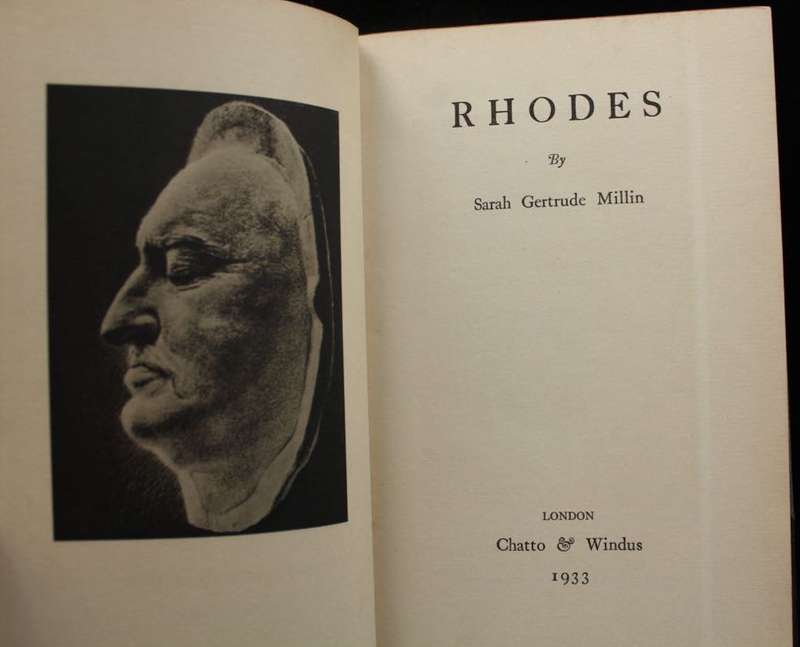 RHODES
By
Sarah Gertrude Millin
LONDON
Chatto & Windus
1933